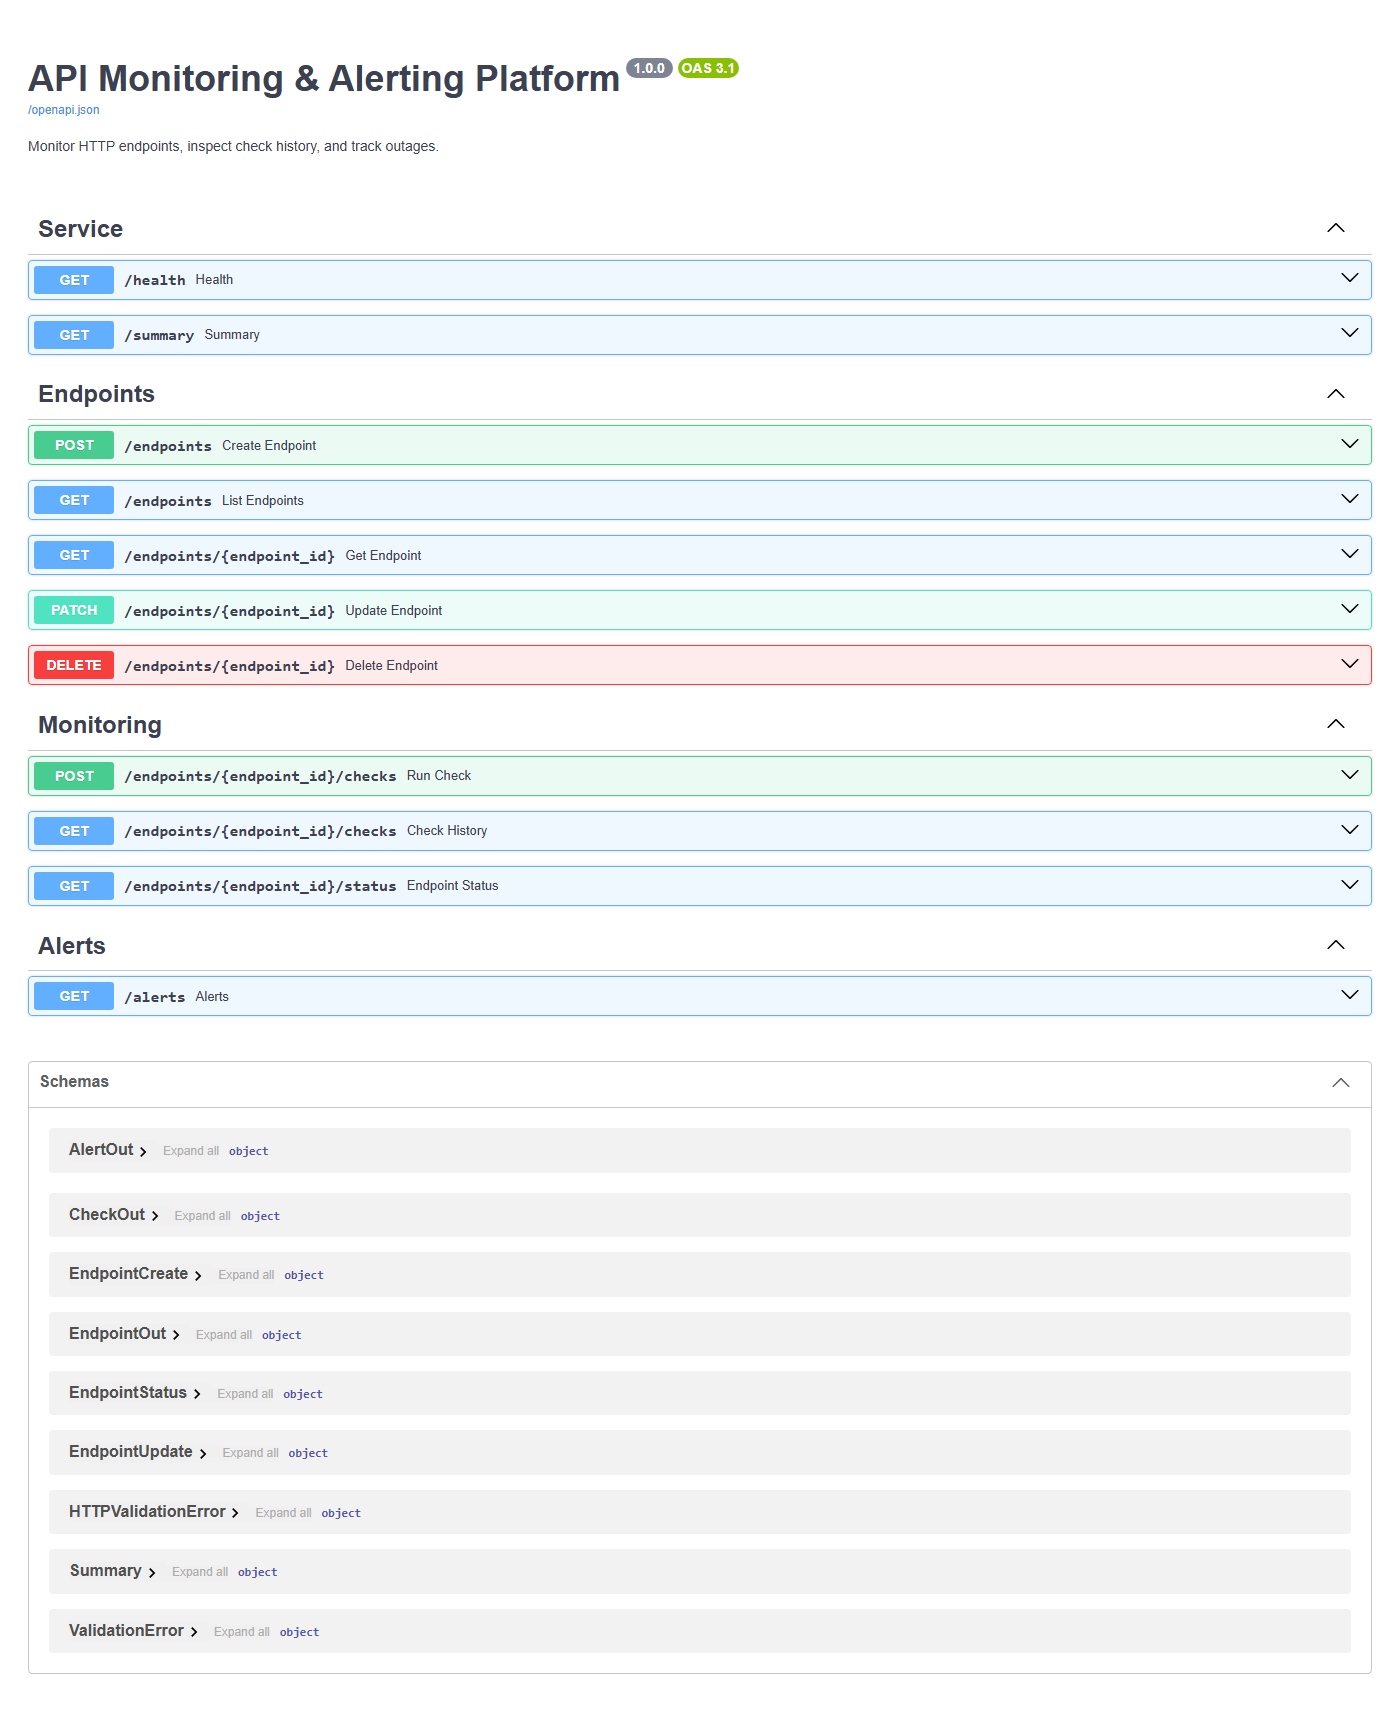 API Monitoring & Alerting Platform 1.0.0 OAS 3.1
/openapi.json
Monitor HTTP endpoints, inspect check history, and track outages.
Service
GET /health Health
GET /summary Summary
Endpoints
POST /endpoints Create Endpoint
GET /endpoints List Endpoints
GET /endpoints/{endpoint_id} Get Endpoint
PATCH /endpoints/{endpoint_id} Update Endpoint
DELETE /endpoints/{endpoint_id} Delete Endpoint
Monitoring
POST /endpoints/{endpoint_id}/checks Run Check
GET /endpoints/{endpoint_id}/checks Check History
GET /endpoints/{endpoint_id}/status Endpoint Status
Alerts
GET /alerts Alerts
Schemas
AlertOut Expand all object
CheckOut Expand all object
EndpointCreate Expand all object
EndpointOut Expand all object
EndpointStatus Expand all object
EndpointUpdate Expand all object
HTTPValidationError Expand all object
Summary Expand all object
ValidationError Expand all object